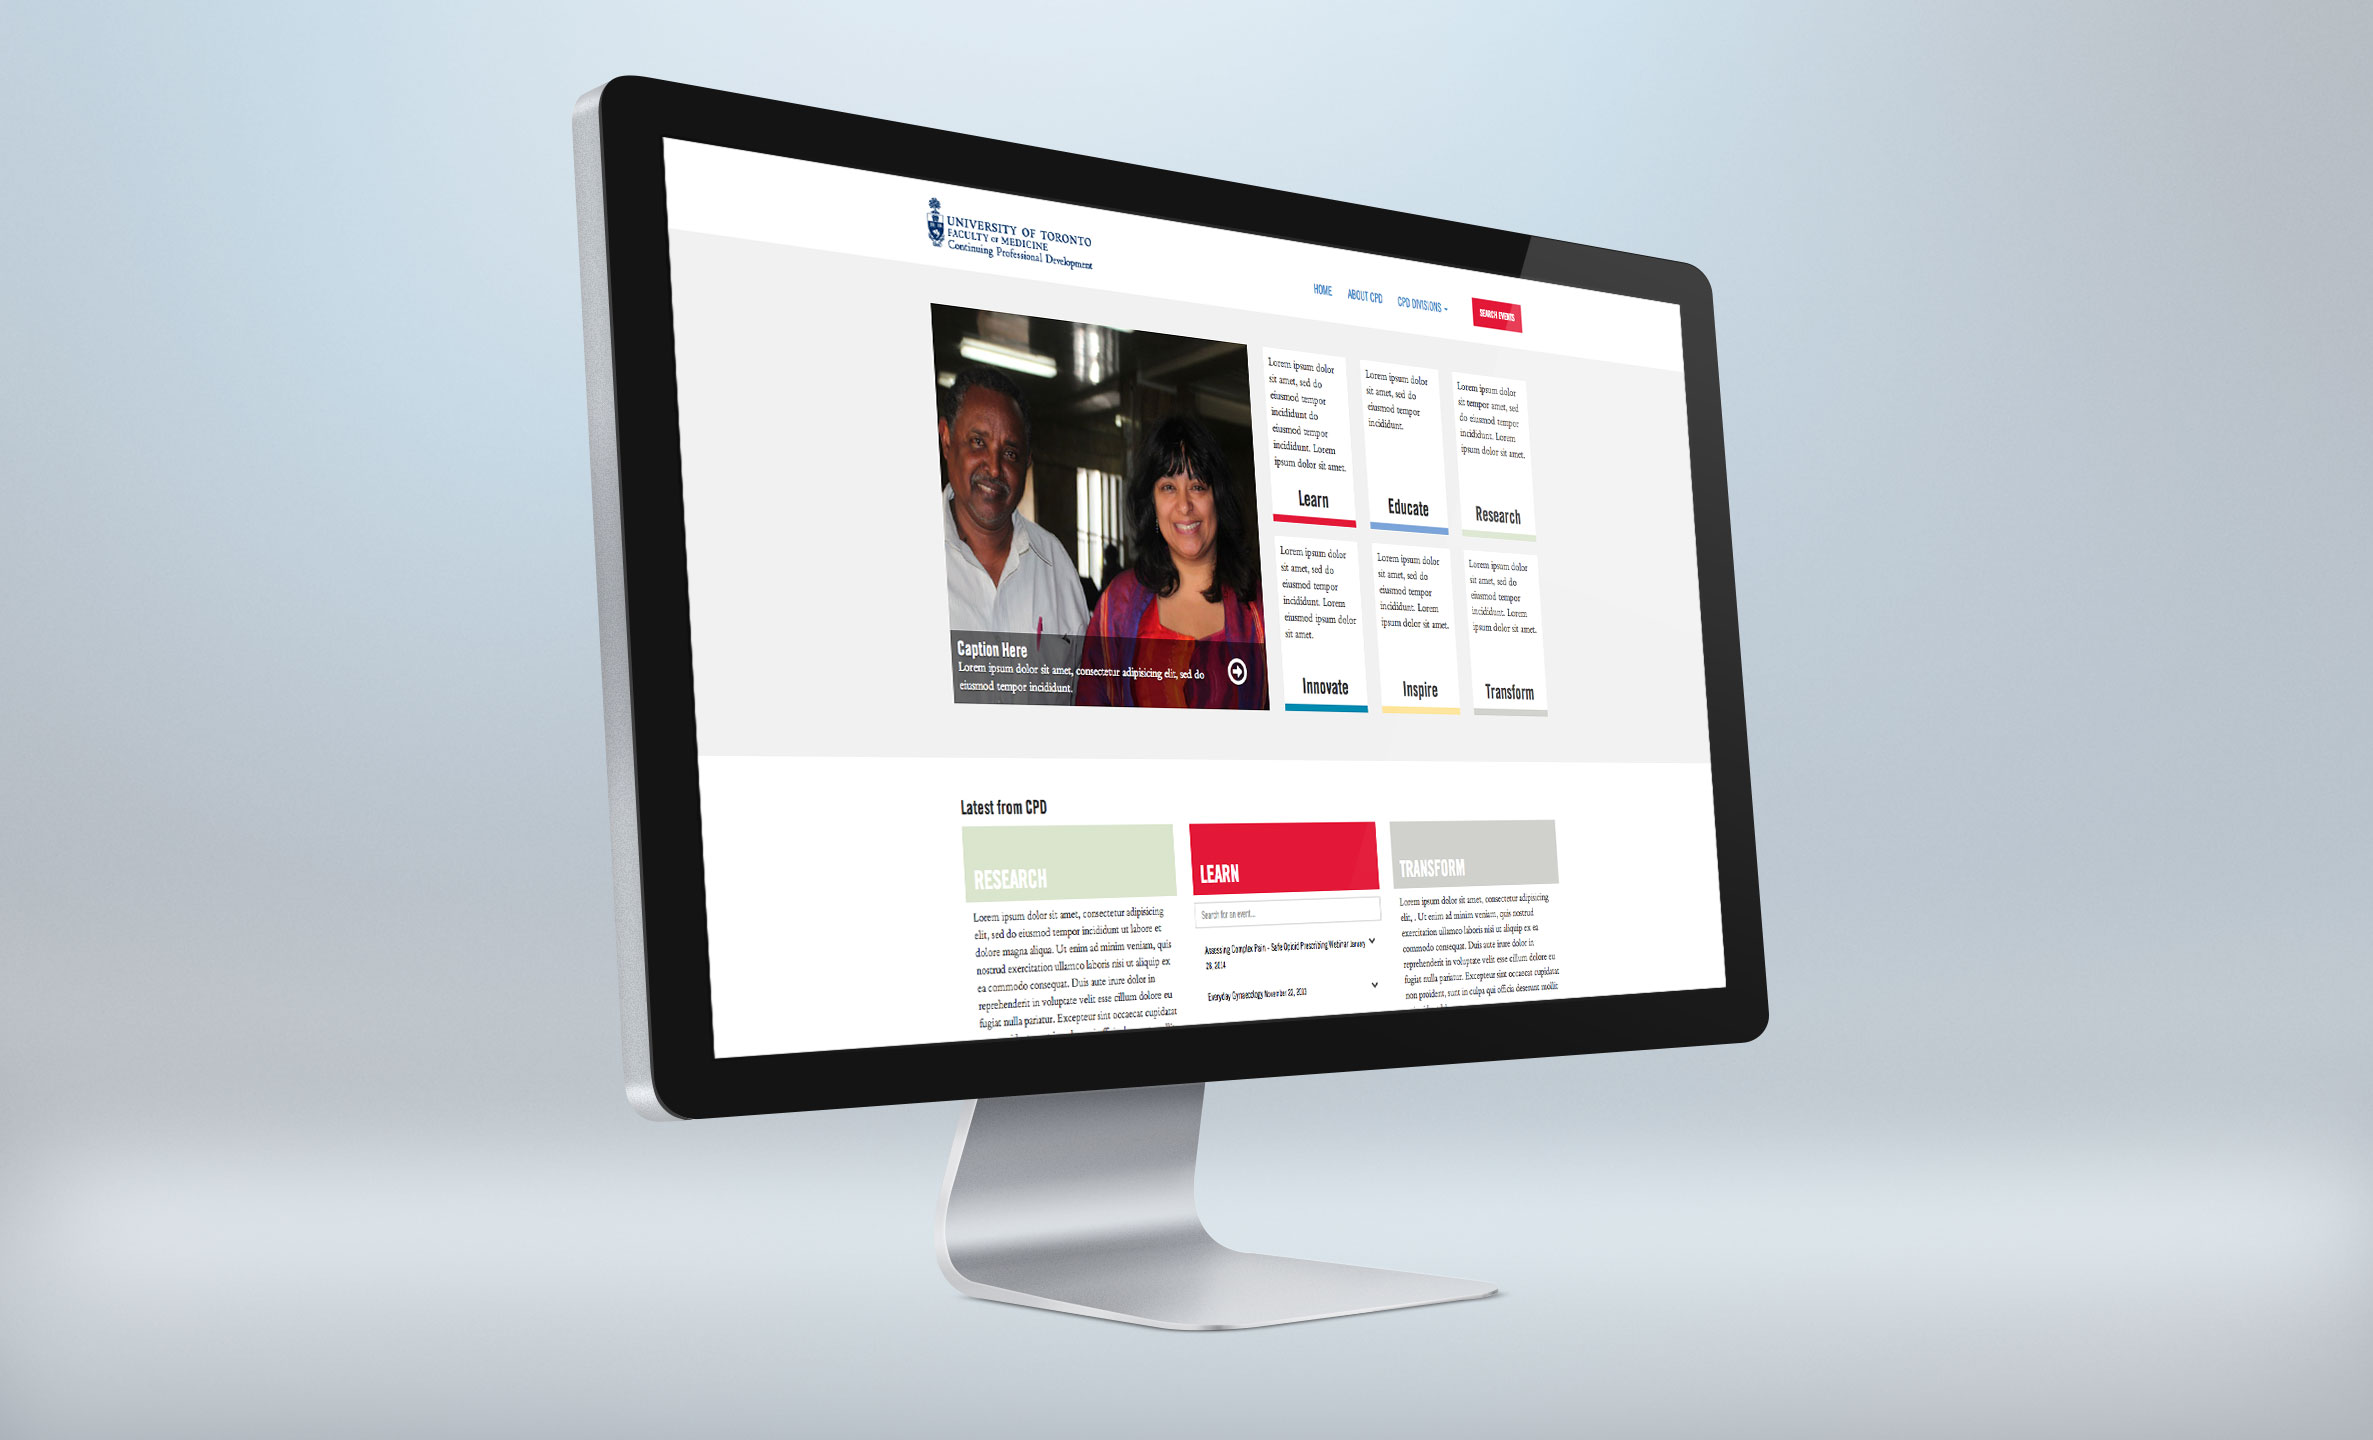 UNIVERSITY OF TORONTO
FACULTY OF MEDICINE
Continuing Professional Development
HOME
ABOUT CPD
CPD DIVISIONS
SEARCH EVENTS
Caption Here
Lorem ipsum dolor sit amet, consectetur adipisicing elit, sed do
eiusmod tempor incididunt.
Lorem ipsum dolor
sit amet, sed do
eiusmod tempor
incididunt do
eiusmod tempor
incididunt. Lorem
ipsum dolor sit amet.
Learn
Lorem ipsum dolor
sit amet, sed do
eiusmod tempor
incididunt.
Educate
Lorem ipsum dolor
sit tempor amet, sed
do eiusmod tempor
incididunt. Lorem
ipsum dolor sit amet.
Research
Lorem ipsum dolor
sit amet, sed do
eiusmod tempor
incididunt. Lorem
eiusmod ipsum dolor
sit amet.
Innovate
Lorem ipsum dolor
sit amet, sed do
eiusmod tempor
incididunt. Lorem
ipsum dolor sit amet.
Inspire
Lorem ipsum dolor
sit amet, sed do
eiusmod tempor
incididunt. Lorem
ipsum dolor sit amet.
Transform
Latest from CPD
RESEARCH
Lorem ipsum dolor sit amet, consectetur adipisicing
elit, sed do eiusmod tempor incididunt ut labore et
dolore magna aliqua. Ut enim ad minim veniam, quis
nostrud exercitation ullamco laboris nisi ut aliquip ex
ea commodo consequat. Duis aute irure dolor in
reprehenderit in voluptate velit esse cillum dolore eu
fugiat nulla pariatur. Excepteur sint occaecat cupidatat
LEARN
Search for an event...
Assessing Complex Pain - Safe Opioid Prescribing Webinar January
29, 2014
Everyday Gynaecology November 22, 2013
TRANSFORM
Lorem ipsum dolor sit amet, consectetur adipisicing
elit, . Ut enim ad minim veniam, quis nostrud
exercitation ullamco laboris nisi ut aliquip ex ea
commodo consequat. Duis aute irure dolor in
reprehenderit in voluptate velit esse cillum dolore eu
fugiat nulla pariatur. Excepteur sint occaecat cupidatat
non proident, sunt in culpa qui officia deserunt mollit